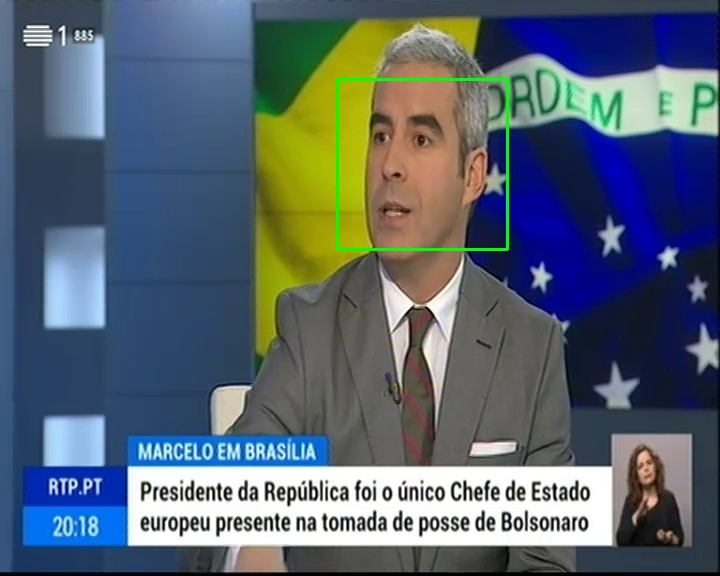 1 885
ORDEM E P
MARCELO EM BRASÍLIA
RTP.PT
Presidente da República foi o único Chefe de Estado
20:18
europeu presente na tomada de posse de Bolsonaro